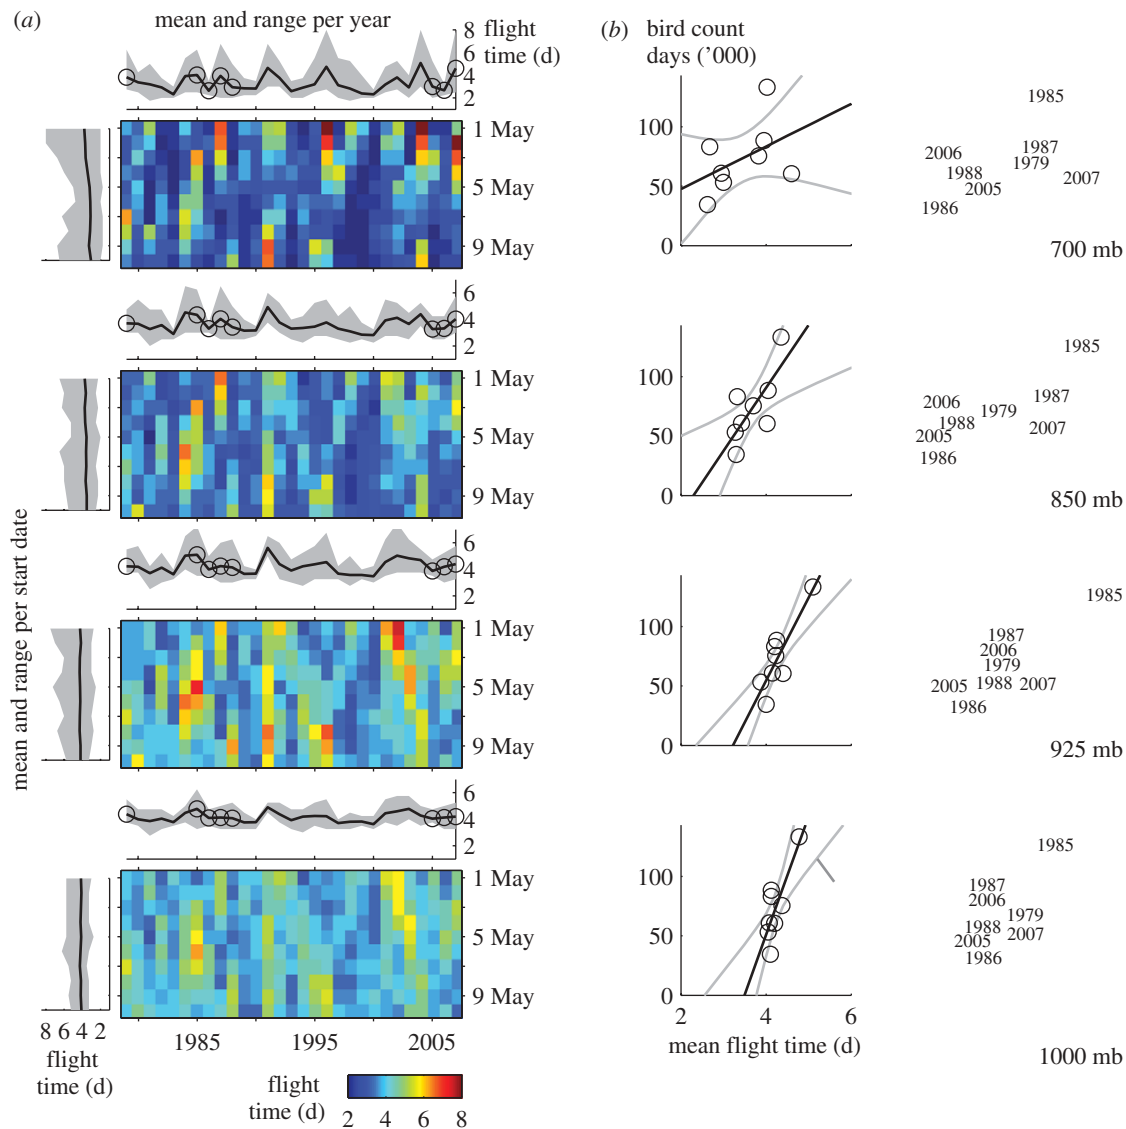 (a) mean and range per year
8
6
4
2
flight
time (d)
1 May
5 May
9 May
6
4
2
1 May
5 May
9 May
6
4
2
1 May
5 May
9 May
6
4
2
1 May
5 May
9 May
mean and range per start date
8 6 4 2
flight
time (d)
1985 1995 2005
flight
time (d)
2 4 6 8
(b) bird count
days (’000)
100
50
0
1985
1987
2006
1979
1988
2007
2005
1986
700 mb
100
50
0
1985
1987
2006
1979
1988
2007
2005
1986
850 mb
100
50
0
1985
1987
2006
1979
2005 1988 2007
1986
925 mb
100
50
0
2 4 6
mean flight time (d)
1985
1987
2006
1979
1988
2007
2005
1986
1000 mb